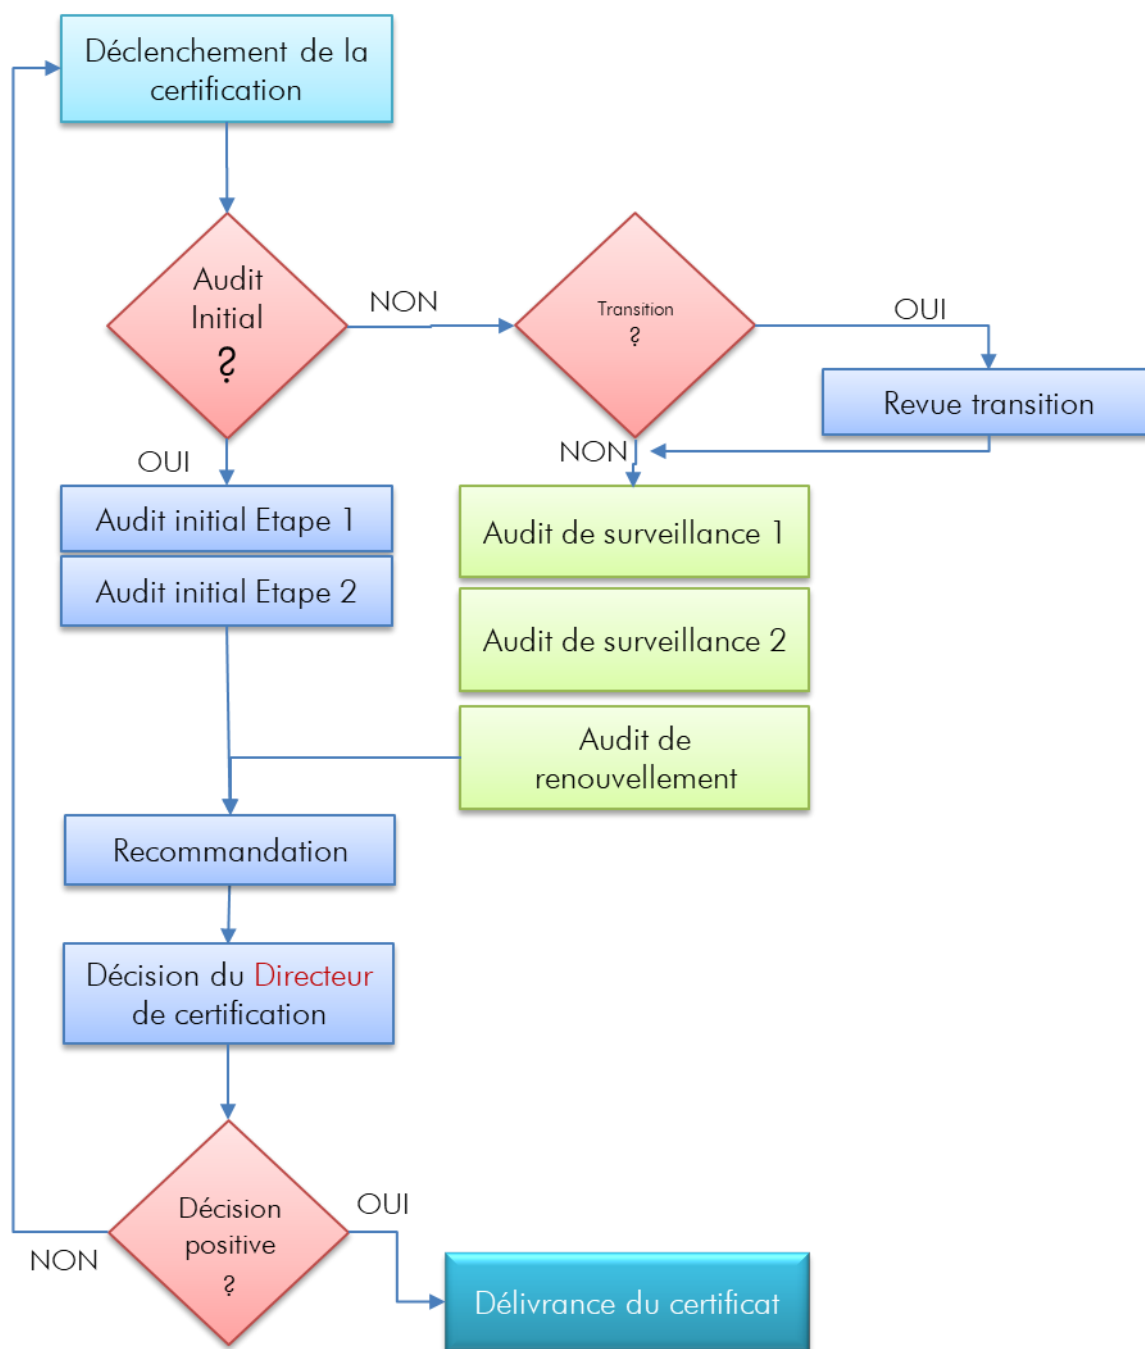 Déclenchement de la
certification
Audit
Initial
?
NON
Transition
?
OUI
Revue transition
OUI
NON
Audit initial Etape 1
Audit initial Etape 2
Audit de surveillance 1
Audit de surveillance 2
Audit de
renouvellement
Recommandation
Décision du Directeur
de certification
Décision
positive
?
NON
OUI
Délivrance du certificat